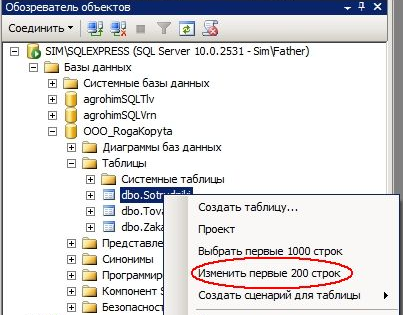 Обозреватель объектов
Соединить
SIM\SQLEXPRESS (SQL Server 10.0.2531 - Sim\Father)
Базы данных
Системные базы данных
agrohimSQLTlv
agrohimSQLVrn
OOO_RogaKopyta
Диаграммы баз данных
Таблицы
Системные таблицы
dbo.Sotrudniki
dbo.Tova
dbo.Zaka
Представле
Синонимы
Программир
Компонент S
Безопаснос
Создать таблицу...
Проект
Выбрать первые 1000 строк
Изменить первые 200 строк
Создать сценарий для таблицы